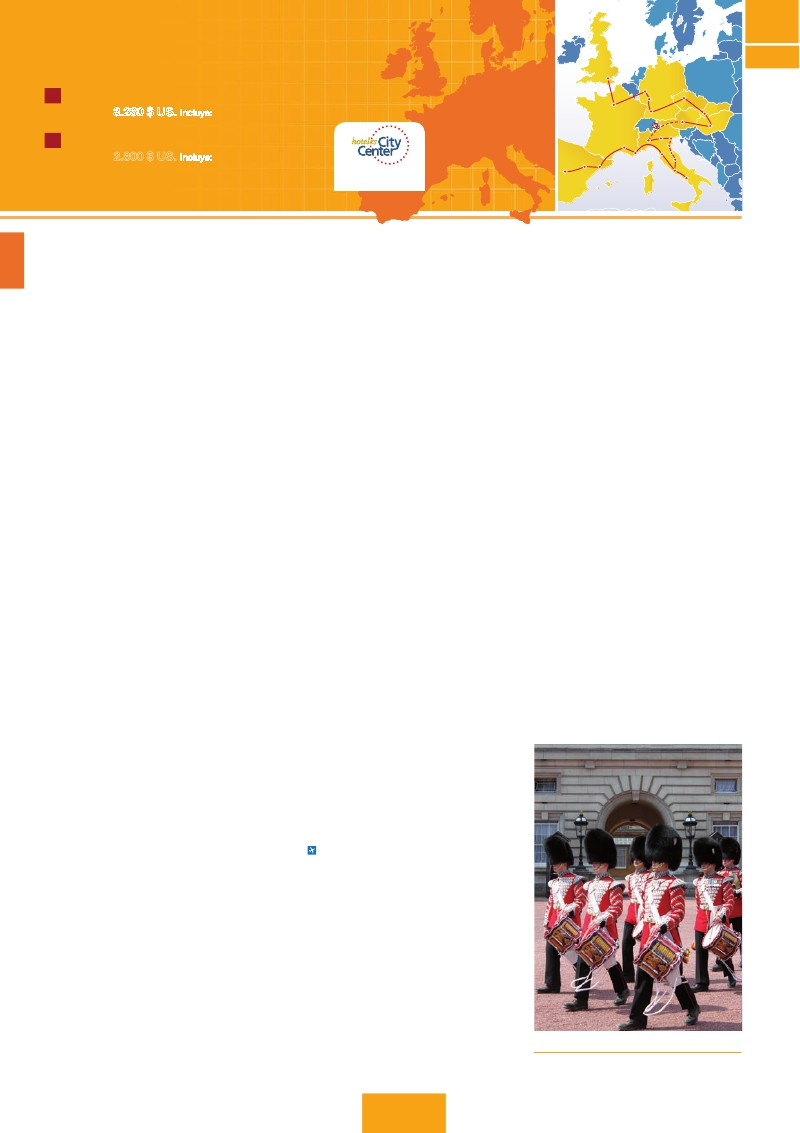 3.230 $ US. Incluye:
2.800 $ US. Incluye:
hoteles City
Center